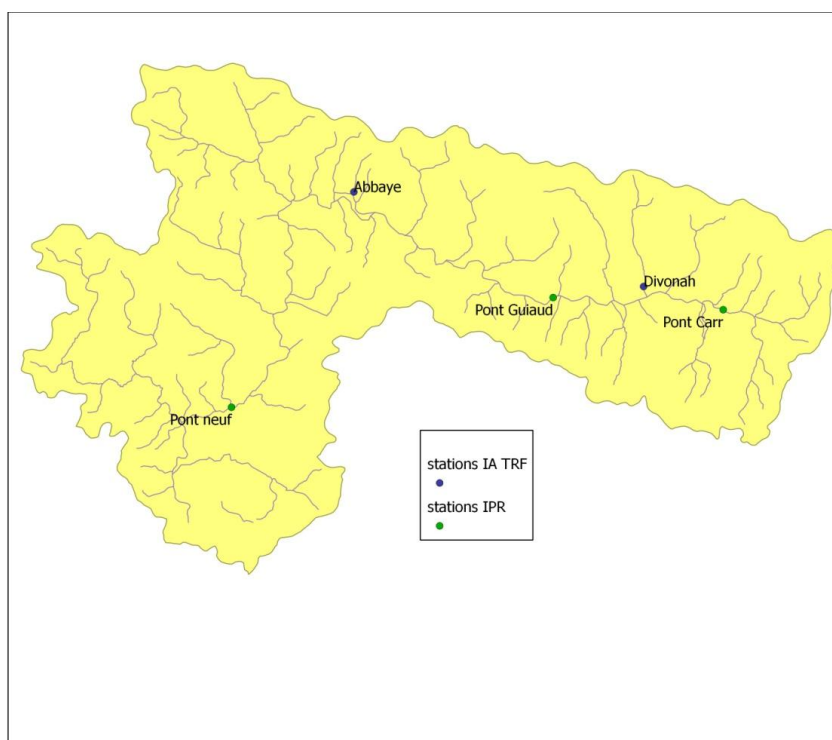 Abbaye
Divonah
Pont Guiaud
Pont Carr
Pont neuf
stations IA TRF
stations IPR